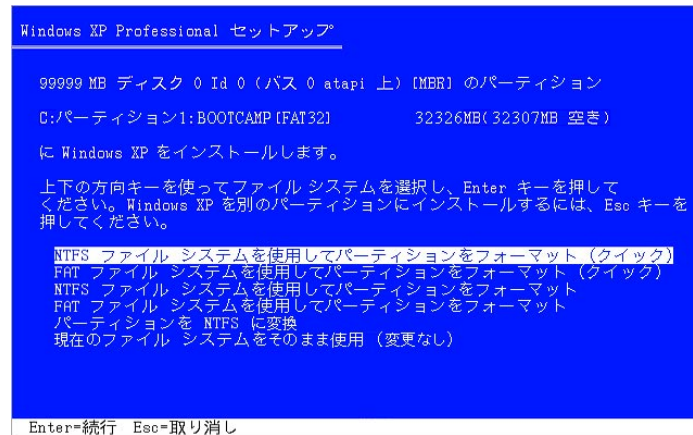 Windows XP Professional セットアップ
99999 MB ディスク 0 Id 0 (バス 0 atapi 上) [MBR] のパーティション
C:パーティション1:BOOTCAMP [FAT32] 32326MB( 32307MB 空き)
に Windows XP をインストールします。
上下の方向キーを使ってファイル システムを選択し、Enter キーを押して
ください。Windows XP を別のパーティションにインストールするには、Esc キーを
押してください。
NTFS ファイル システムを使用してパーティションをフォーマット (クイック)
FAT ファイル システムを使用してパーティションをフォーマット (クイック)
NTFS ファイル システムを使用してパーティションをフォーマット
FAT ファイル システムを使用してパーティションをフォーマット
パーティションを NTFS に変換
現在のファイル システムをそのまま使用 (変更なし)
Enter=続行 Esc=取り消し